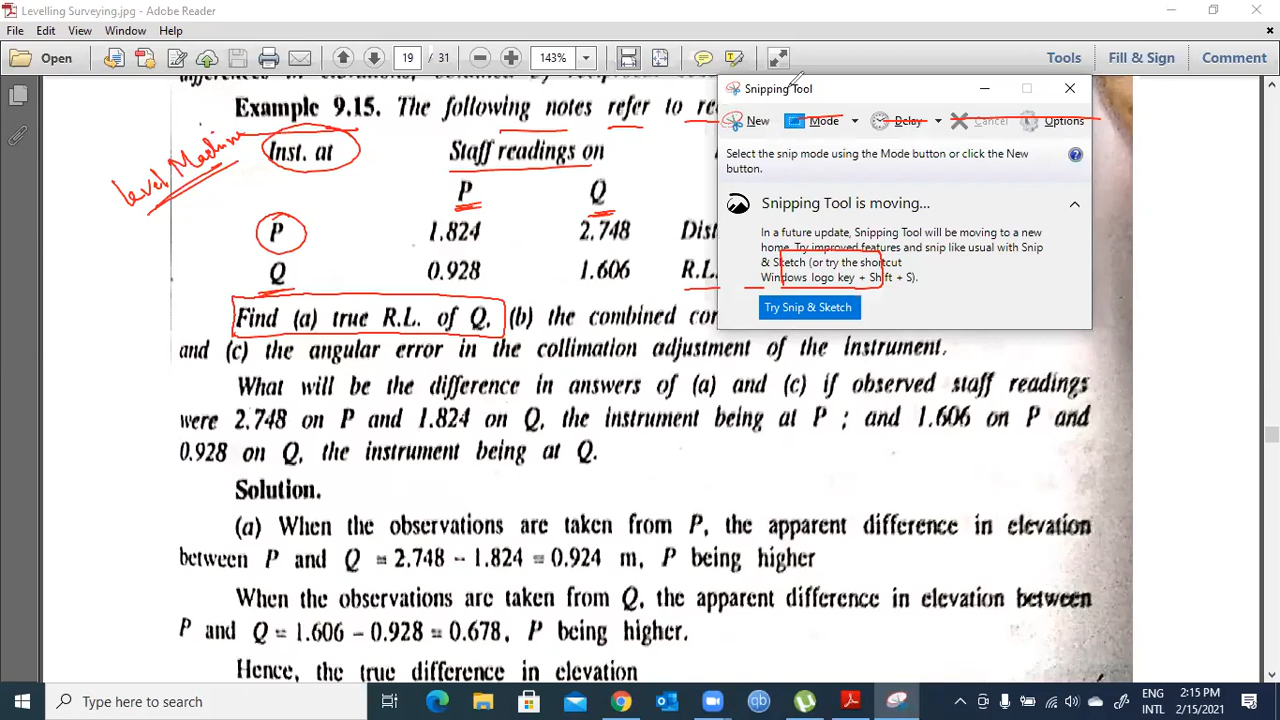 Levelling Surveying.jpg - Adobe Reader
File Edit View Window Help
Open 19 / 31 143% Tools Fill & Sign Comment
Example 9.15. The following notes refer to
Level Machine
Inst. at Staff readings on
P Q
P 1.824 2.748
Q 0.928 1.606 R.L.
Find (a) true R.L. of Q, (b) the combined
and (c) the angular error in the collimation adjustment of the instrument.
What will be the difference in answers of (a) and (c) if observed staff readings
were 2.748 on P and 1.824 on Q, the instrument being at P ; and 1.606 on P and
0.928 on Q, the instrument being at Q.
Solution.
(a) When the observations are taken from P, the apparent difference in elevation
between P and Q = 2.748 - 1.824 = 0.924 m, P being higher
When the observations are taken from Q, the apparent difference in elevation between
P and Q = 1.606 - 0.928 = 0.678, P being higher.
Hence, the true difference in elevation
Snipping Tool
New Mode Delay Cancel Options
Select the snip mode using the Mode button or click the New
button.
Snipping Tool is moving...
In a future update, Snipping Tool will be moving to a new
home. Try improved features and snip like usual with Snip
& Sketch (or try the shortcut
Windows logo key + Shift + S).
Try Snip & Sketch
Type here to search
ENG
INTL
2:15 PM
2/15/2021